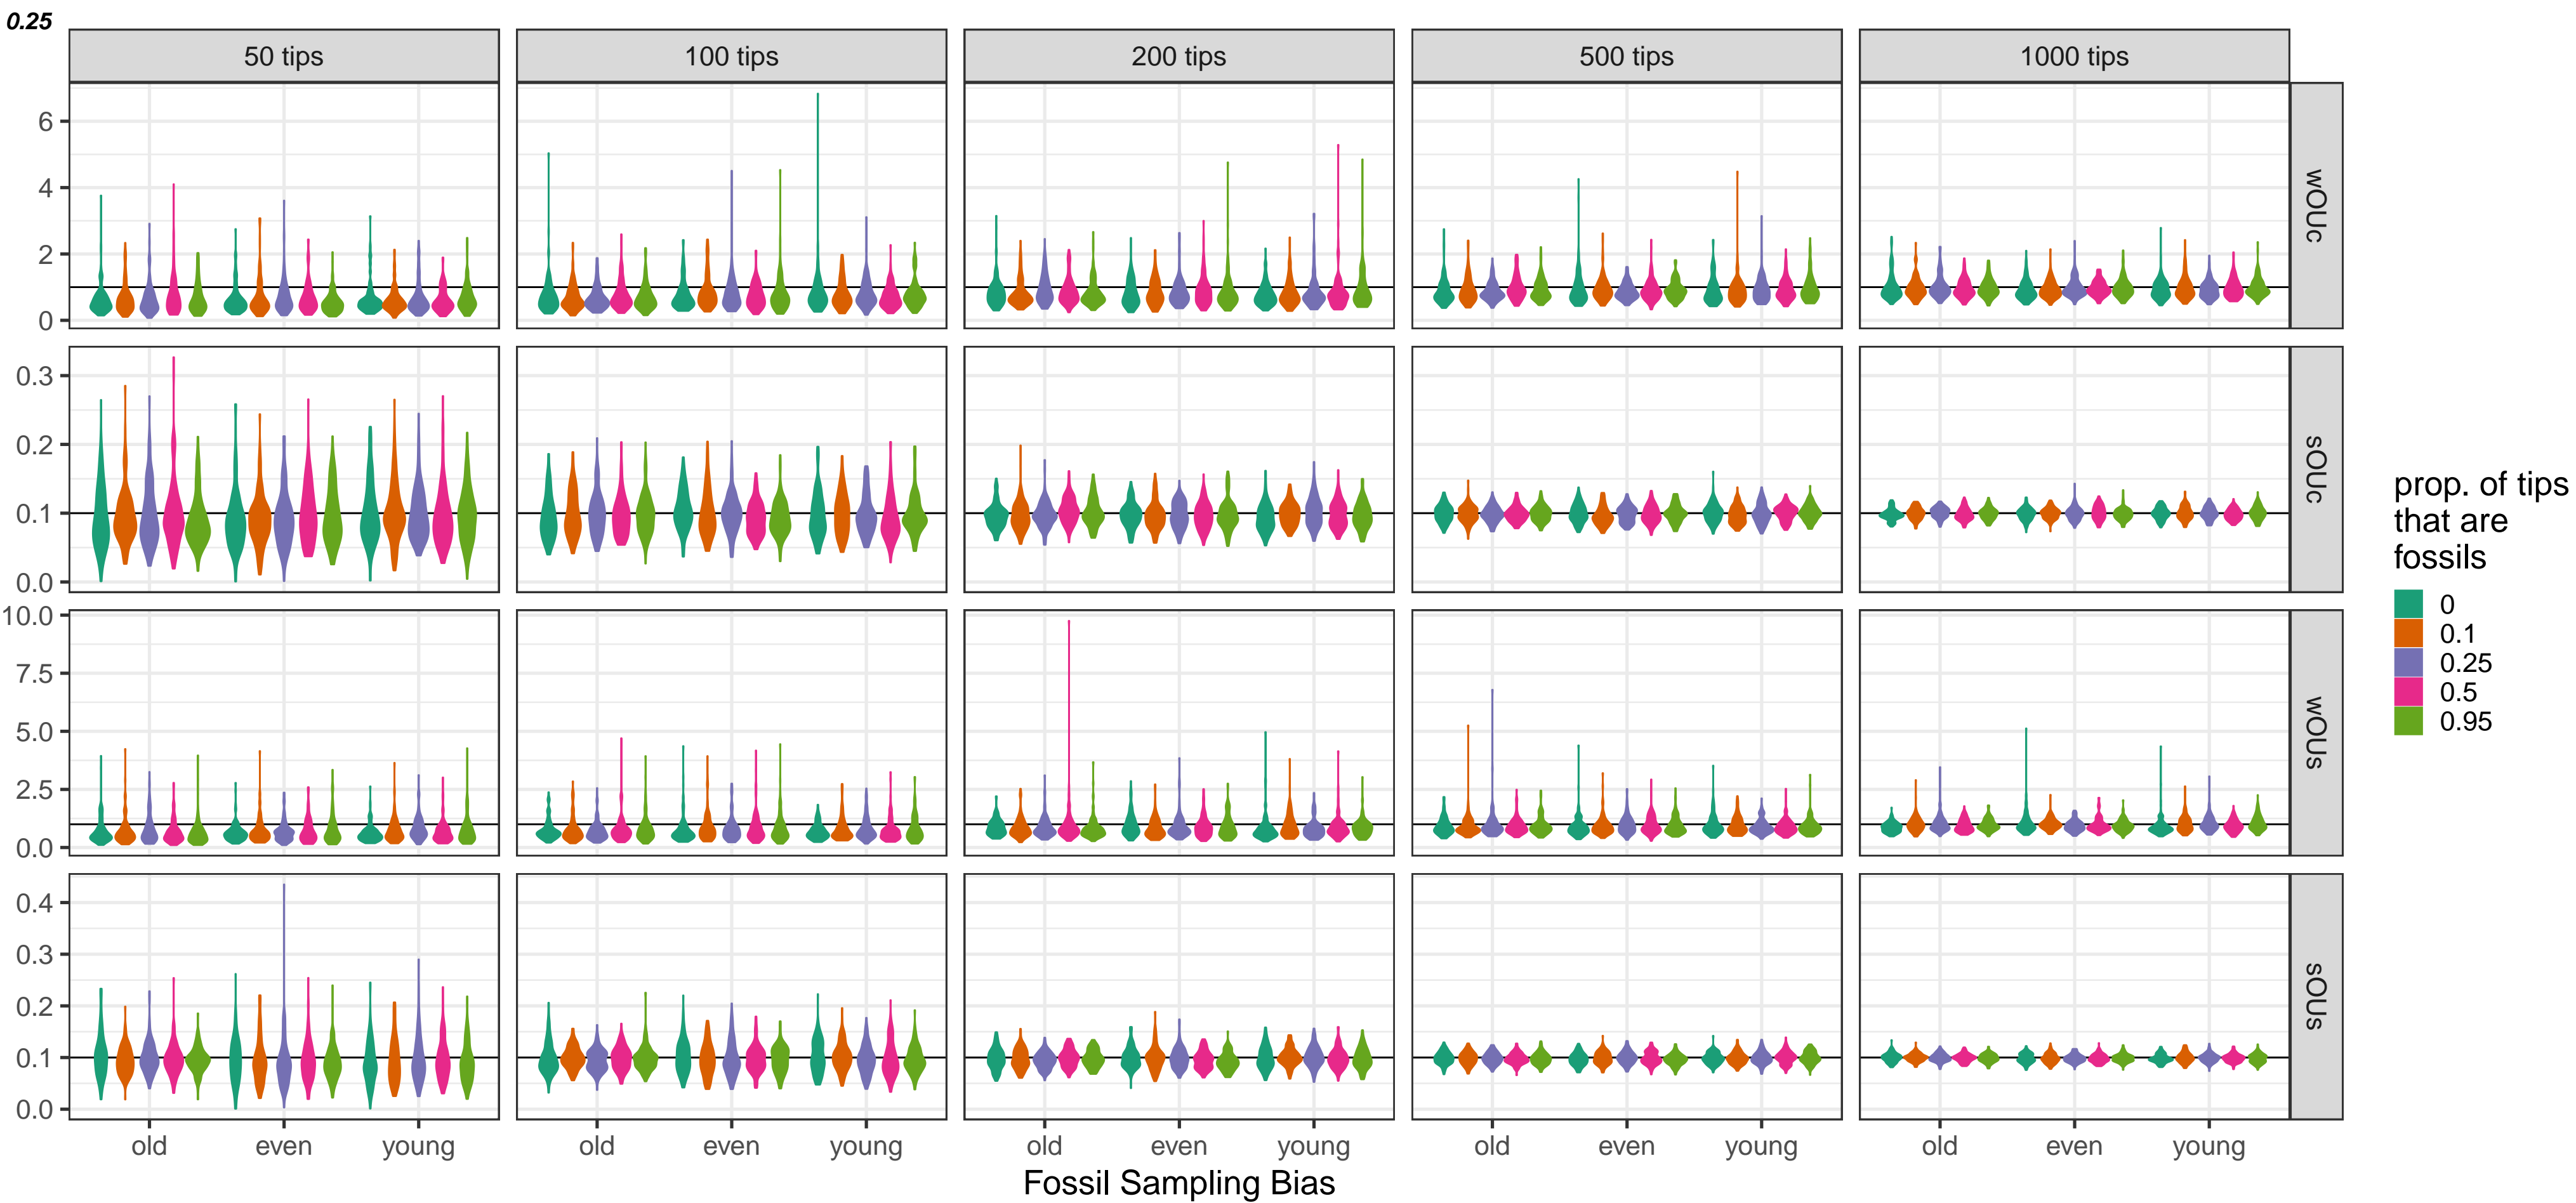 0.25
50 tips
100 tips
200 tips
500 tips
1000 tips
6
4
2
0
wOUc
0.3
0.2
0.1
0.0
sOUc
10.0
7.5
5.0
2.5
0.0
wOUs
0.4
0.3
0.2
0.1
0.0
sOUs
old even young
old even young
old even young
old even young
old even young
Fossil Sampling Bias
prop. of tips
that are
fossils
0
0.1
0.25
0.5
0.95